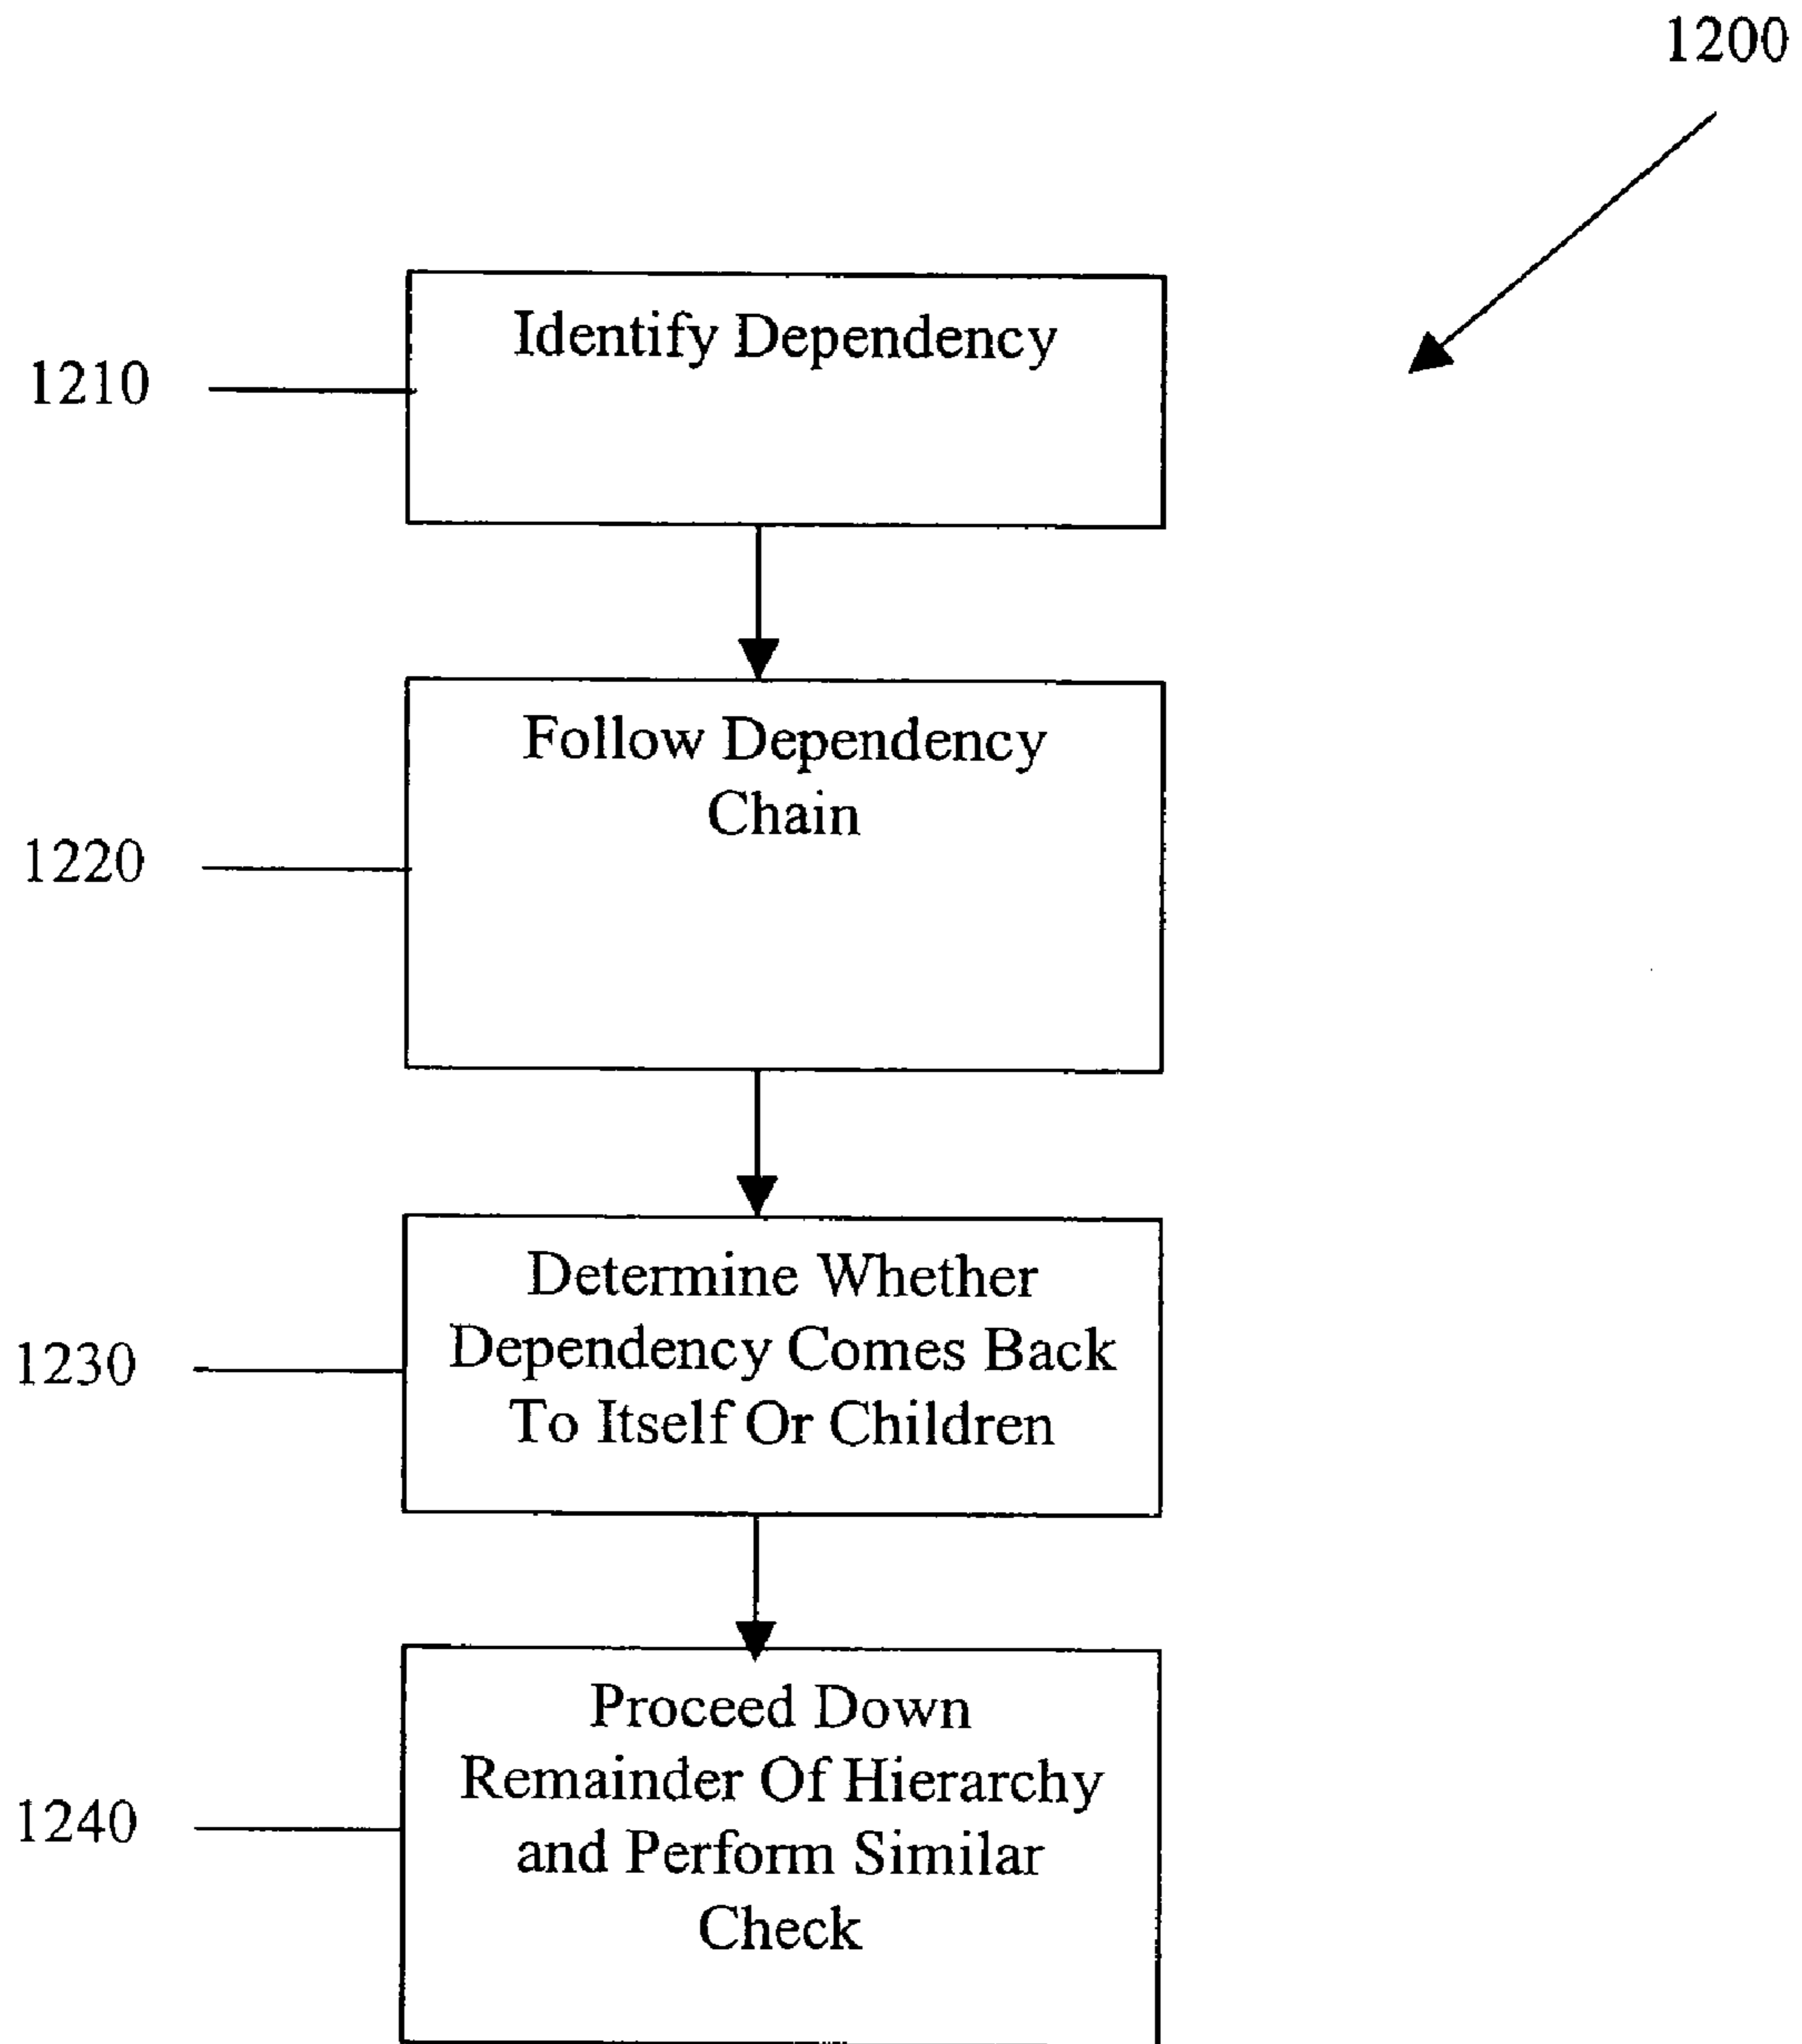 1200
Identify Dependency
1210
Follow Dependency
Chain
1220
Determine Whether
Dependency Comes Back
To Itself Or Children
1230
Proceed Down
Remainder Of Hierarchy
and Perform Similar
Check
1240